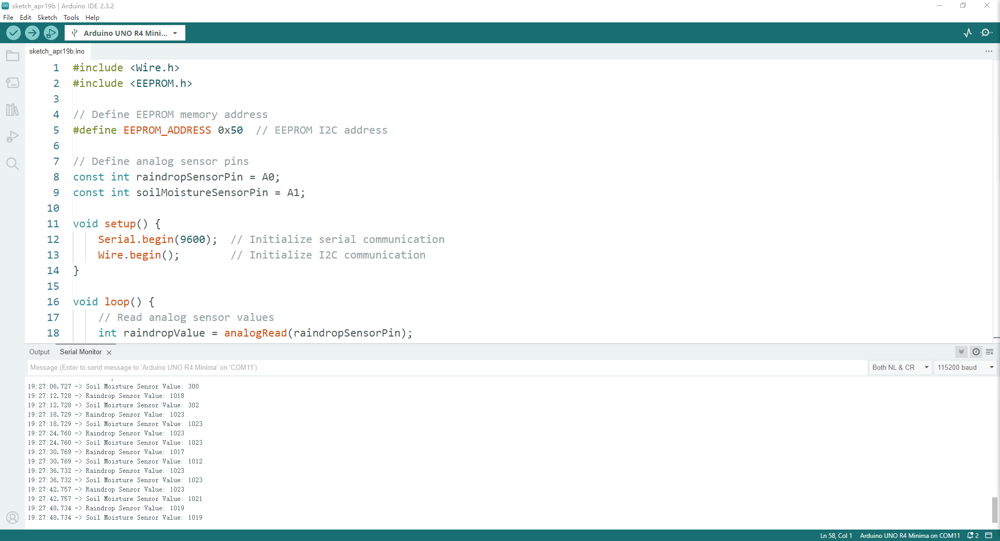 sketch_apr19b | Arduino IDE 2.3.2
File Edit Sketch Tools Help
Arduino UNO R4 Mini...
sketch_apr19b.ino
1 #include <Wire.h>
2 #include <EEPROM.h>
3
4 // Define EEPROM memory address
5 #define EEPROM_ADDRESS 0x50  // EEPROM I2C address
6
7 // Define analog sensor pins
8 const int raindropSensorPin = A0;
9 const int soilMoistureSensorPin = A1;
10
11 void setup() {
12     Serial.begin(9600);  // Initialize serial communication
13     Wire.begin();        // Initialize I2C communication
14 }
15
16 void loop() {
17     // Read analog sensor values
18     int raindropValue = analogRead(raindropSensorPin);
Output Serial Monitor
Message (Enter to send message to 'Arduino UNO R4 Minima' on 'COM11')
Both NL & CR
115200 baud
19:27:06.727 -> Soil Moisture Sensor Value: 300
19:27:12.728 -> Raindrop Sensor Value: 1018
19:27:12.728 -> Soil Moisture Sensor Value: 302
19:27:18.729 -> Raindrop Sensor Value: 1023
19:27:18.729 -> Soil Moisture Sensor Value: 1023
19:27:24.760 -> Raindrop Sensor Value: 1023
19:27:24.760 -> Soil Moisture Sensor Value: 1023
19:27:30.769 -> Raindrop Sensor Value: 1017
19:27:30.769 -> Soil Moisture Sensor Value: 1012
19:27:36.732 -> Raindrop Sensor Value: 1023
19:27:36.732 -> Soil Moisture Sensor Value: 1023
19:27:42.757 -> Raindrop Sensor Value: 1023
19:27:42.757 -> Soil Moisture Sensor Value: 1021
19:27:48.734 -> Raindrop Sensor Value: 1019
19:27:48.734 -> Soil Moisture Sensor Value: 1019
Ln 58, Col 1 Arduino UNO R4 Minima on COM11 2